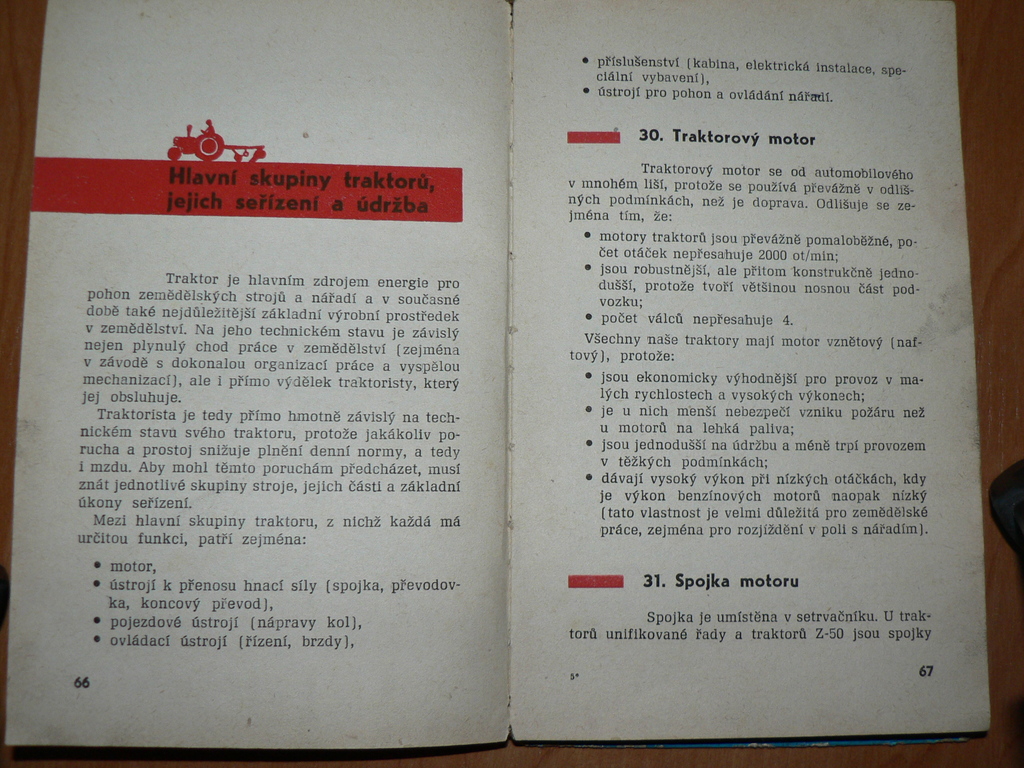 Hlavní skupiny traktorů,
jejich seřízení a údržba
Traktor je hlavním zdrojem energie pro
pohon zemědělských strojů a nářadí a v současné
době také nejdůležitější základní výrobní prostředek
v zemědělství. Na jeho technickém stavu je závislý
nejen plynulý chod práce v zemědělství (zejména
v závodě s dokonalou organizací práce a vyspělou
mechanizací), ale i přímo výdělek traktoristy, který
jej obsluhuje.
Traktorista je tedy přímo hmotně závislý na tech-
nickém stavu svého traktoru, protože jakákoliv po-
rucha a prostoj snižuje plnění denní normy, a tedy
i mzdu. Aby mohl těmto poruchám předcházet, musí
znát jednotlivé skupiny stroje, jejich části a základní
úkony seřízení.
Mezi hlavní skupiny traktoru, z nichž každá má
určitou funkci, patří zejména:
• motor,
• ústrojí k přenosu hnací síly (spojka, převodov-
ka, koncový převod),
• pojezdové ústrojí (nápravy kol),
• ovládací ústrojí (řízení, brzdy),
66
• příslušenství (kabina, elektrická instalace, spe-
ciální vybavení),
• ústrojí pro pohon a ovládání nářadí.
30. Traktorový motor
Traktorový motor se od automobilového
v mnohém liší, protože se používá převážně v odliš-
ných podmínkách, než je doprava. Odlišuje se ze-
jména tím, že:
• motory traktorů jsou převážně pomaloběžné, po-
čet otáček nepřesahuje 2000 ot/min;
• jsou robustnější, ale přitom konstrukčně jedno-
dušší, protože tvoří většinou nosnou část pod-
vozku;
• počet válců nepřesahuje 4.
Všechny naše traktory mají motor vznětový (naf-
tový), protože:
• jsou ekonomicky výhodnější pro provoz v ma-
lých rychlostech a vysokých výkonech;
• je u nich menší nebezpečí vzniku požáru než
u motorů na lehká paliva;
• jsou jednodušší na údržbu a méně trpí provozem
v těžkých podmínkách;
• dávají vysoký výkon při nízkých otáčkách, kdy
je výkon benzínových motorů naopak nízký
(tato vlastnost je velmi důležitá pro zemědělské
práce, zejména pro rozjíždění v poli s nářadím).
31. Spojka motoru
Spojka je umístěna v setrvačníku. U trak-
torů unifikované řady a traktorů Z-50 jsou spojky
5*
67